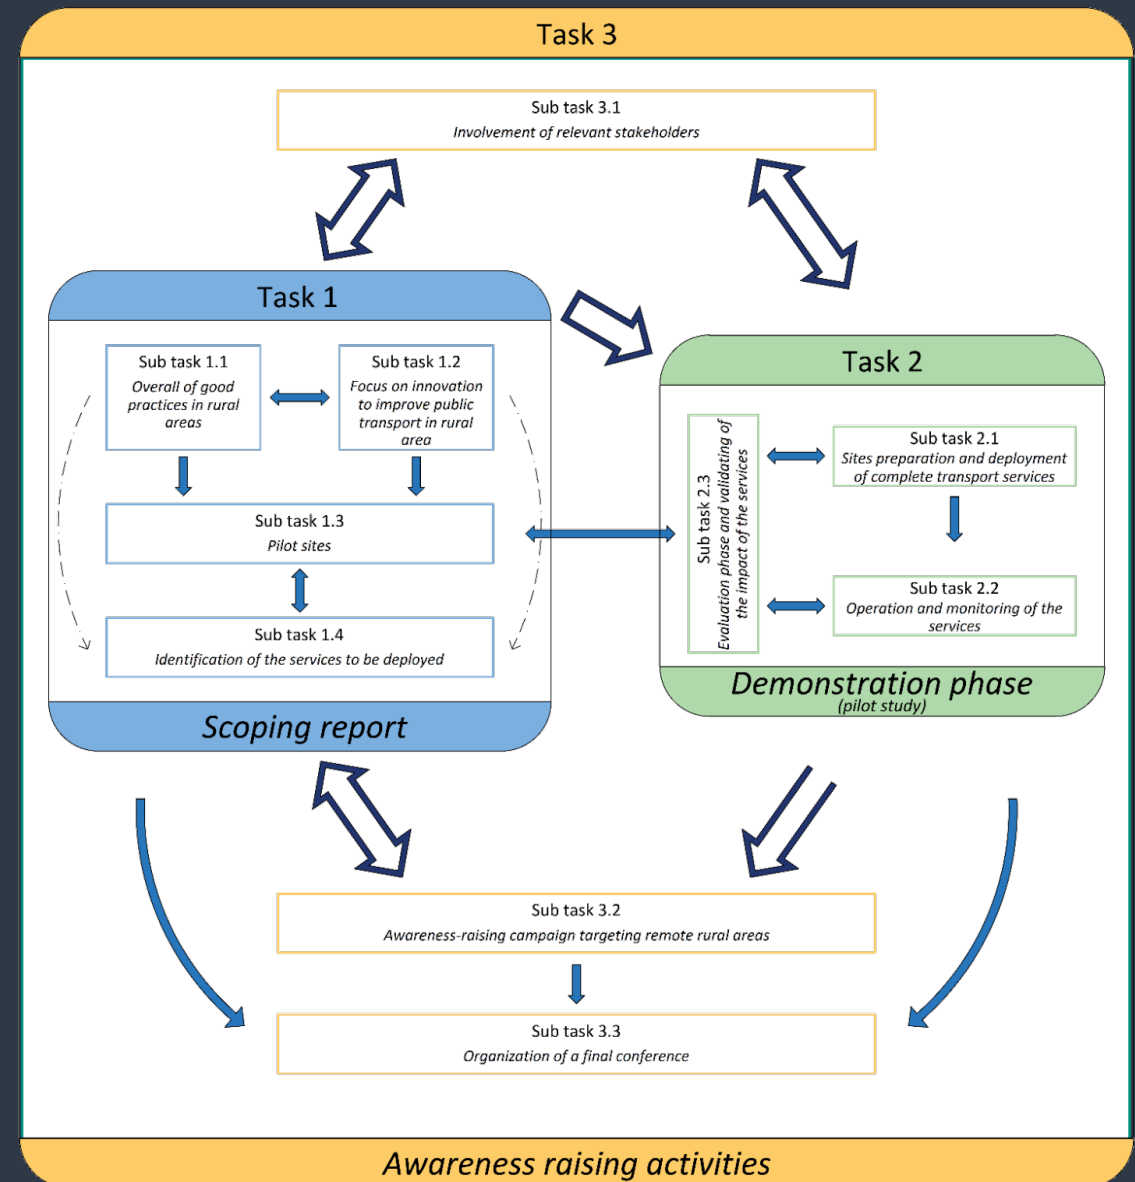 Task 3
Sub task 3.1
Involvement of relevant stakeholders
Task 1
Sub task 1.1
Overall of good
practices in rural
areas
Sub task 1.2
Focus on innovation
to improve public
transport in rural
area
Sub task 1.3
Pilot sites
Sub task 1.4
Identification of the services to be deployed
Scoping report
Task 2
Sub task 2.3
Evaluation phase and validating of
the impact of the services
Sub task 2.1
Sites preparation and deployment
of complete transport services
Sub task 2.2
Operation and monitoring of the
services
Demonstration phase
(pilot study)
Sub task 3.2
Awareness-raising campaign targeting remote rural areas
Sub task 3.3
Organization of a final conference
Awareness raising activities